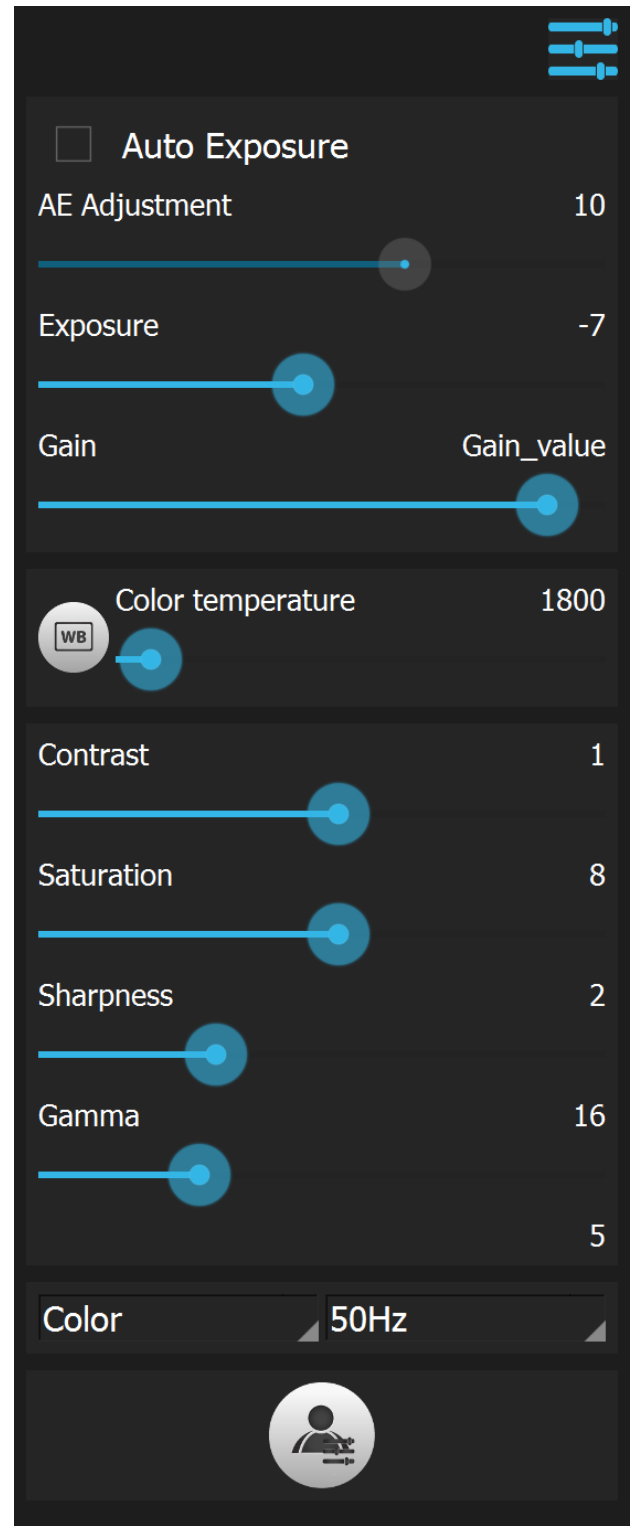 Auto Exposure
AE Adjustment 10
Exposure -7
Gain Gain_value
Color temperature 1800
WB
Contrast 1
Saturation 8
Sharpness 2
Gamma 16
5
Color 50Hz